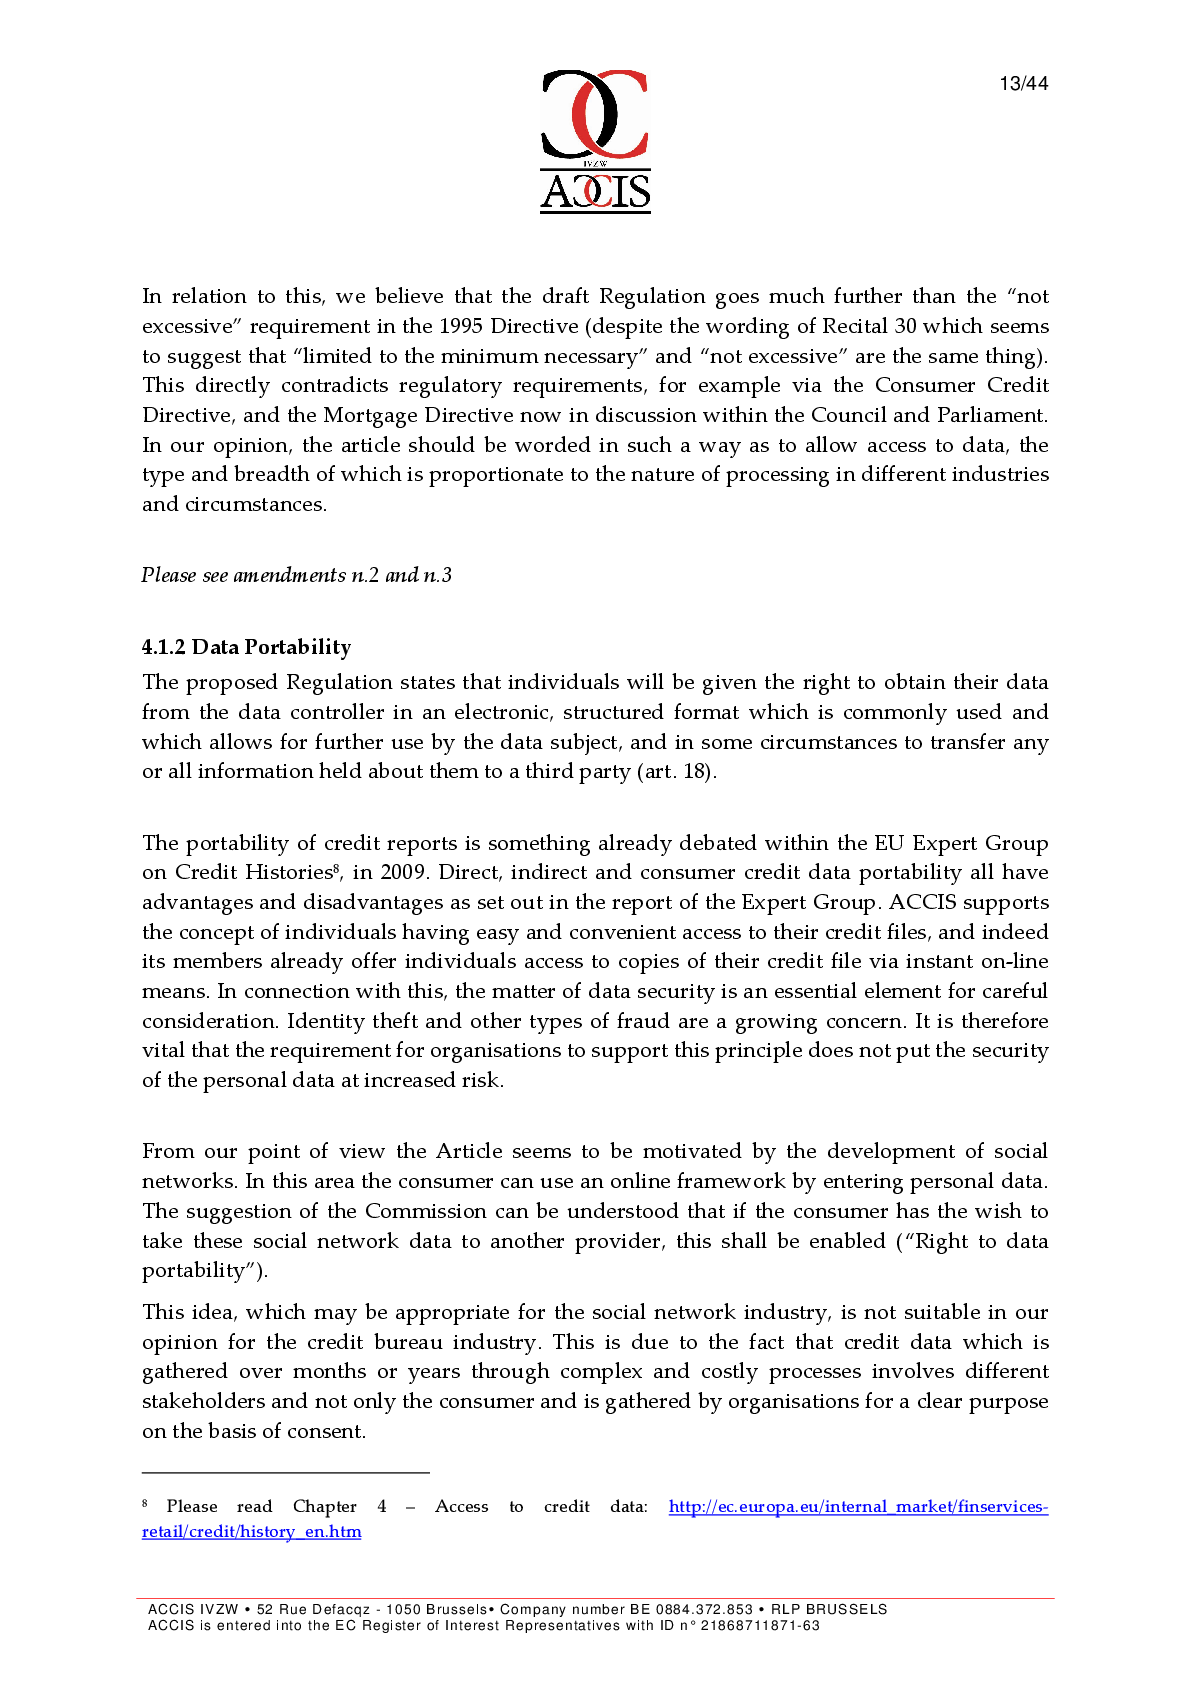 13/44
IVZW
ACCIS
In relation to this, we believe that the draft Regulation goes much further than the “not
excessive” requirement in the 1995 Directive (despite the wording of Recital 30 which seems
to suggest that “limited to the minimum necessary” and “not excessive” are the same thing).
This directly contradicts regulatory requirements, for example via the Consumer Credit
Directive, and the Mortgage Directive now in discussion within the Council and Parliament.
In our opinion, the article should be worded in such a way as to allow access to data, the
type and breadth of which is proportionate to the nature of processing in different industries
and circumstances.
Please see amendments n.2 and n.3
4.1.2 Data Portability
The proposed Regulation states that individuals will be given the right to obtain their data
from the data controller in an electronic, structured format which is commonly used and
which allows for further use by the data subject, and in some circumstances to transfer any
or all information held about them to a third party (art. 18).
The portability of credit reports is something already debated within the EU Expert Group
on Credit Histories⁸, in 2009. Direct, indirect and consumer credit data portability all have
advantages and disadvantages as set out in the report of the Expert Group. ACCIS supports
the concept of individuals having easy and convenient access to their credit files, and indeed
its members already offer individuals access to copies of their credit file via instant on-line
means. In connection with this, the matter of data security is an essential element for careful
consideration. Identity theft and other types of fraud are a growing concern. It is therefore
vital that the requirement for organisations to support this principle does not put the security
of the personal data at increased risk.
From our point of view the Article seems to be motivated by the development of social
networks. In this area the consumer can use an online framework by entering personal data.
The suggestion of the Commission can be understood that if the consumer has the wish to
take these social network data to another provider, this shall be enabled (“Right to data
portability”).
This idea, which may be appropriate for the social network industry, is not suitable in our
opinion for the credit bureau industry. This is due to the fact that credit data which is
gathered over months or years through complex and costly processes involves different
stakeholders and not only the consumer and is gathered by organisations for a clear purpose
on the basis of consent.
⁸ Please read Chapter 4 – Access to credit data: http://ec.europa.eu/internal_market/finservices-
retail/credit/history_en.htm
ACCIS IVZW • 52 Rue Defacqz - 1050 Brussels• Company number BE 0884.372.853 • RLP BRUSSELS
ACCIS is entered into the EC Register of Interest Representatives with ID n° 21868711871-63